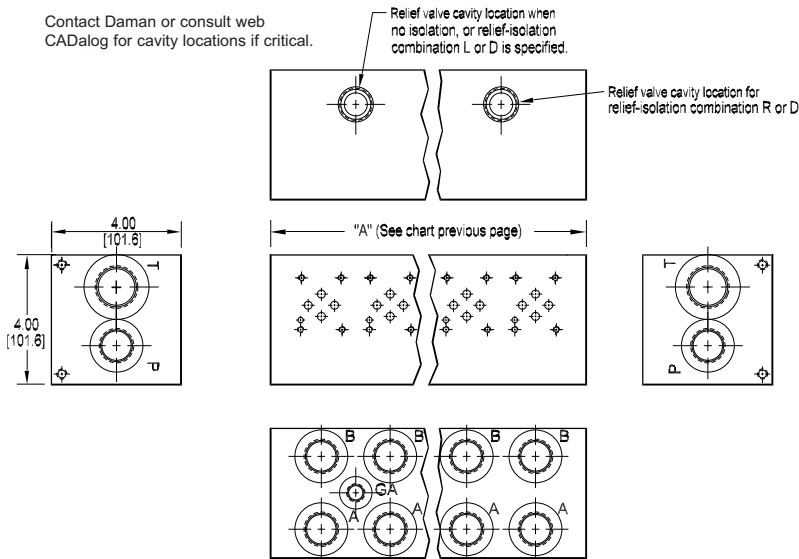 Contact Daman or consult web
CADalog for cavity locations if critical.
Relief valve cavity location when
no isolation, or relief-isolation
combination L or D is specified.
Relief valve cavity location for
relief-isolation combination R or D
4.00
[101.6]
"A" (See chart previous page)
T
T
4.00
[101.6]
P
P
B
B
B
B
GA
A
A
A
A